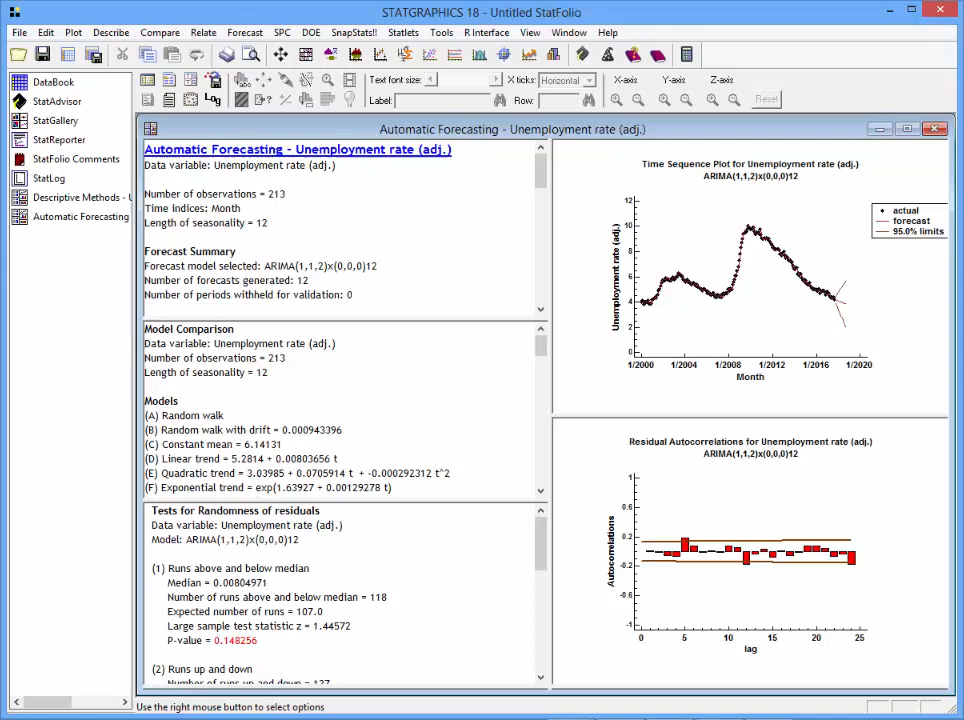 STATGRAPHICS 18 - Untitled StatFolio
File Edit Plot Describe Compare Relate Forecast SPC DOE SnapStats!! Statlets Tools R Interface View Window Help
Text font size: X ticks: Horizontal X-axis Y-axis Z-axis
Log Label: Row: Reset
DataBook
StatAdvisor
StatGallery
StatReporter
StatFolio Comments
StatLog
Descriptive Methods - U
Automatic Forecasting
Automatic Forecasting - Unemployment rate (adj.)
Automatic Forecasting - Unemployment rate (adj.)
Data variable: Unemployment rate (adj.)
Number of observations = 213
Time indices: Month
Length of seasonality = 12
Forecast Summary
Forecast model selected: ARIMA(1,1,2)x(0,0,0)12
Number of forecasts generated: 12
Number of periods withheld for validation: 0
Model Comparison
Data variable: Unemployment rate (adj.)
Number of observations = 213
Length of seasonality = 12
Models
(A) Random walk
(B) Random walk with drift = 0.000943396
(C) Constant mean = 6.14131
(D) Linear trend = 5.2814 + 0.00803656 t
(E) Quadratic trend = 3.03985 + 0.0705914 t + -0.000292312 t^2
(F) Exponential trend = exp(1.63927 + 0.00129278 t)
Tests for Randomness of residuals
Data variable: Unemployment rate (adj.)
Model: ARIMA(1,1,2)x(0,0,0)12
(1) Runs above and below median
Median = 0.00804971
Number of runs above and below median = 118
Expected number of runs = 107.0
Large sample test statistic z = 1.44572
P-value = 0.148256
(2) Runs up and down
Number of runs up and down = 137
Time Sequence Plot for Unemployment rate (adj.)
ARIMA(1,1,2)x(0,0,0)12
actual
forecast
95.0% limits
Unemployment rate (adj.)
12
10
8
6
4
2
0
1/2000 1/2004 1/2008 1/2012 1/2016 1/2020
Month
Residual Autocorrelations for Unemployment rate (adj.)
ARIMA(1,1,2)x(0,0,0)12
Autocorrelations
1
0.6
0.2
-0.2
-0.6
-1
0 5 10 15 20 25
lag
Use the right mouse button to select options